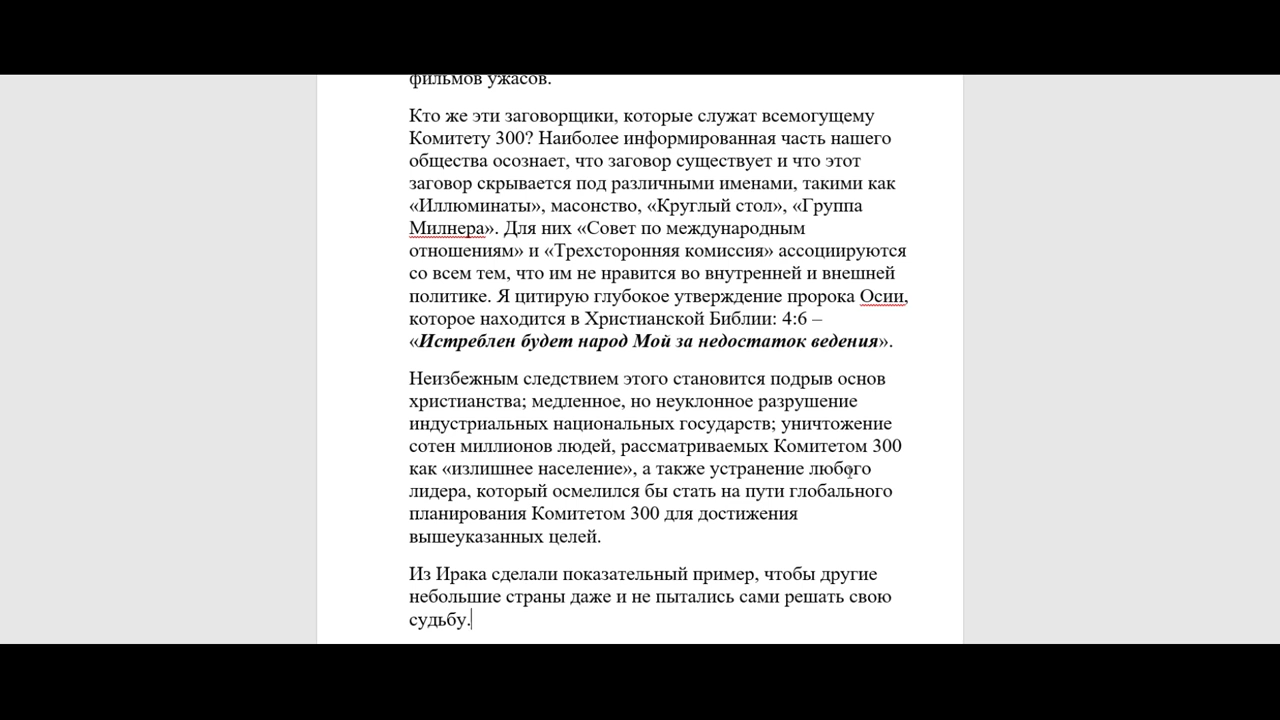 фильмов ужасов.
Кто же эти заговорщики, которые служат всемогущему
Комитету 300? Наиболее информированная часть нашего
общества осознает, что заговор существует и что этот
заговор скрывается под различными именами, такими как
«Иллюминаты», масонство, «Круглый стол», «Группа
Милнера». Для них «Совет по международным
отношениям» и «Трехсторонняя комиссия» ассоциируются
со всем тем, что им не нравится во внутренней и внешней
политике. Я цитирую глубокое утверждение пророка Осии,
которое находится в Христианской Библии: 4:6 –
«Истреблен будет народ Мой за недостаток ведения».
Неизбежным следствием этого становится подрыв основ
христианства; медленное, но неуклонное разрушение
индустриальных национальных государств; уничтожение
сотен миллионов людей, рассматриваемых Комитетом 300
как «излишнее население», а также устранение любого
лидера, который осмелился бы стать на пути глобального
планирования Комитетом 300 для достижения
вышеуказанных целей.
Из Ирака сделали показательный пример, чтобы другие
небольшие страны даже и не пытались сами решать свою
судьбу.